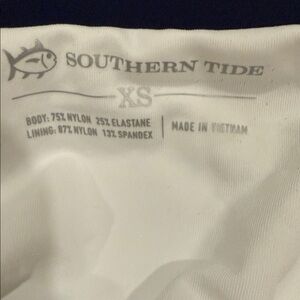 SOUTHERN TIDE
XS
BODY: 75% NYLON 25% ELASTANE
LINING: 87% NYLON 13% SPANDEX
MADE IN VIETNAM